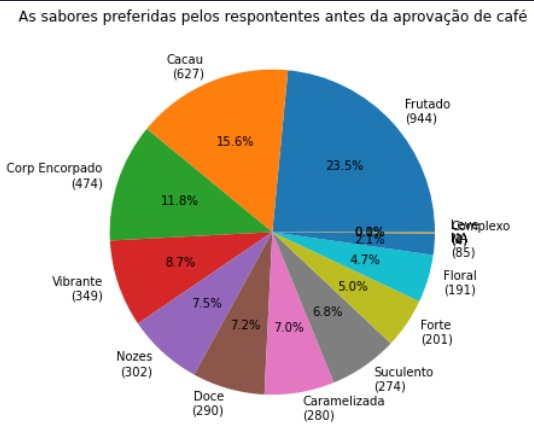 As sabores preferidas pelos respontentes antes da aprovação de café
Cacau
(627)
Frutado
(944)
15.6%
23.5%
Corp Encorpado
(474)
11.8%
Complexo
(85)
2.1%
Vibrante
(349)
8.7%
4.7%
Floral
(191)
7.5%
5.0%
Nozes
(302)
7.2%
7.0%
6.8%
Forte
(201)
Doce
(290)
Caramelizada
(280)
Suculento
(274)